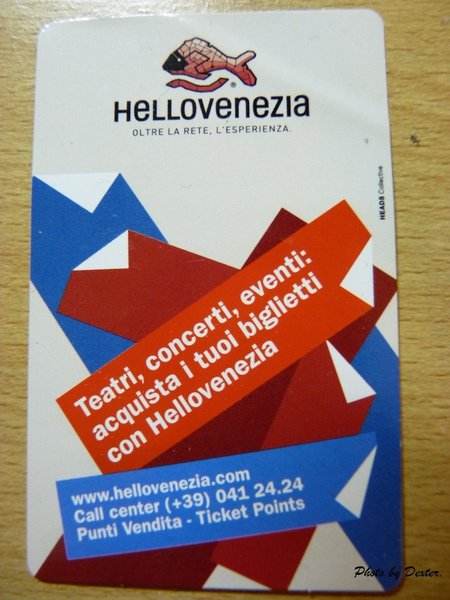 ®
HELLOVENEZIA
OLTRE LA RETE, L'ESPERIENZA.
HEADS Collective
Teatri, concerti, eventi:
acquista i tuoi biglietti
con Hellovenezia
www.hellovenezia.com
Call center (+39) 041 24.24
Punti Vendita - Ticket Points
Photo by Dexter.